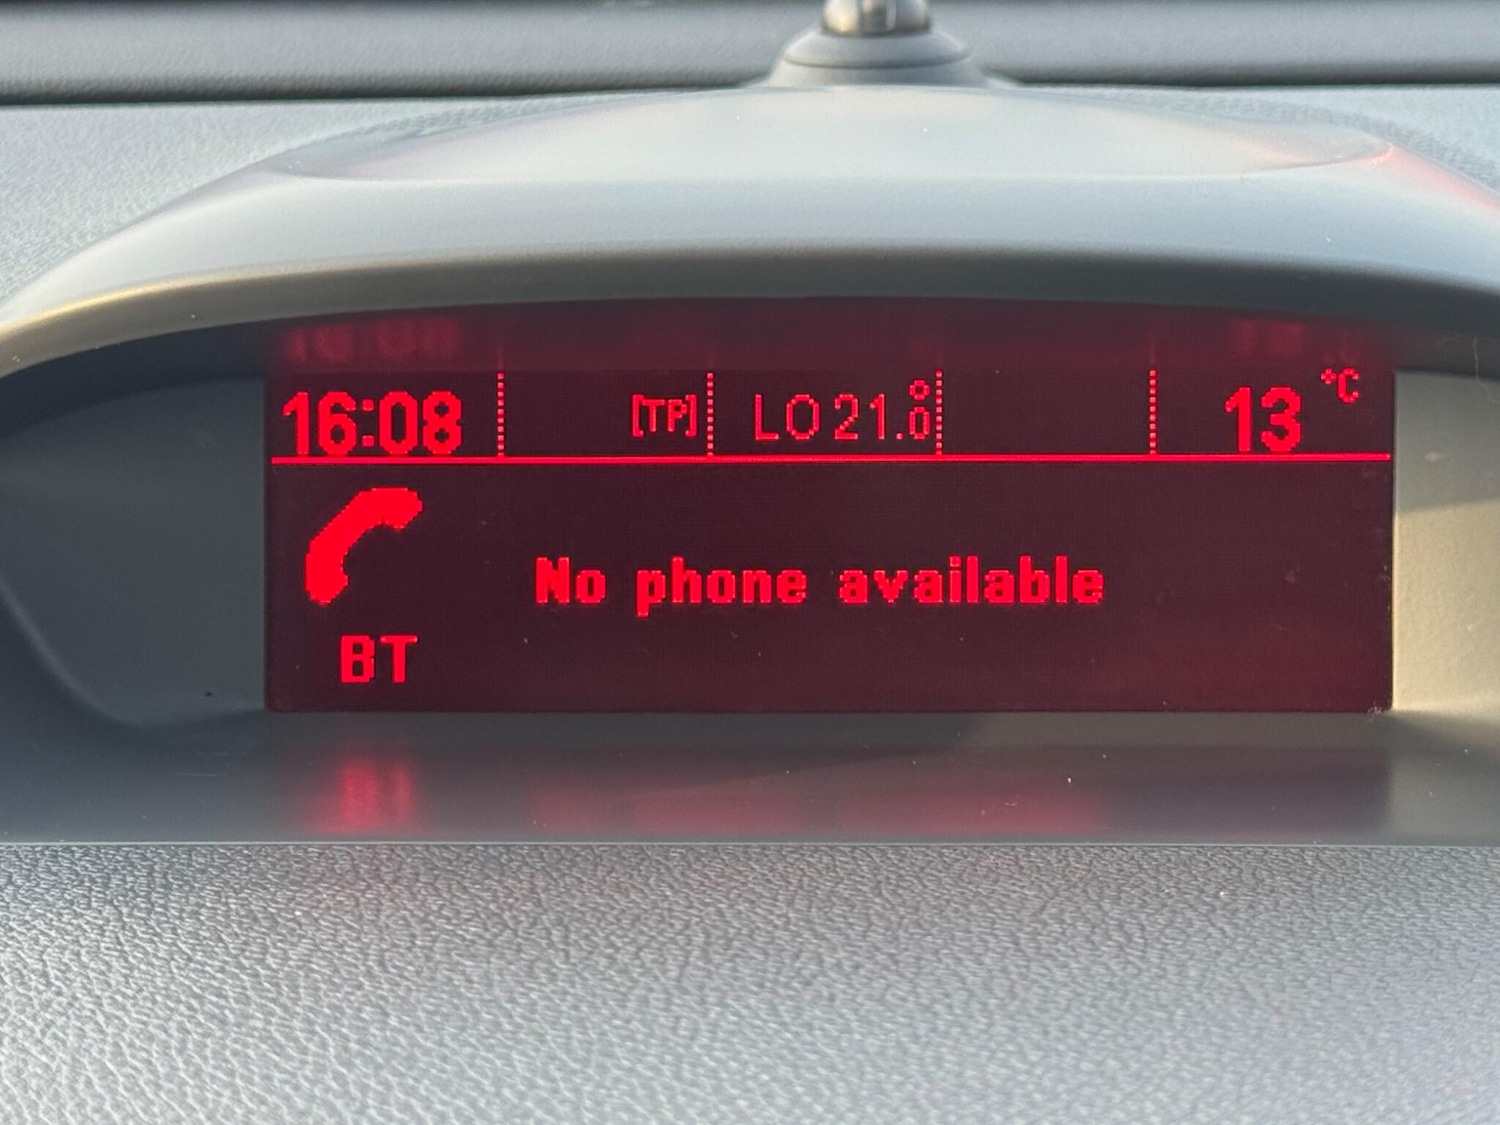 16:08 [TP] LO 21.0° 13 °C
No phone available
BT